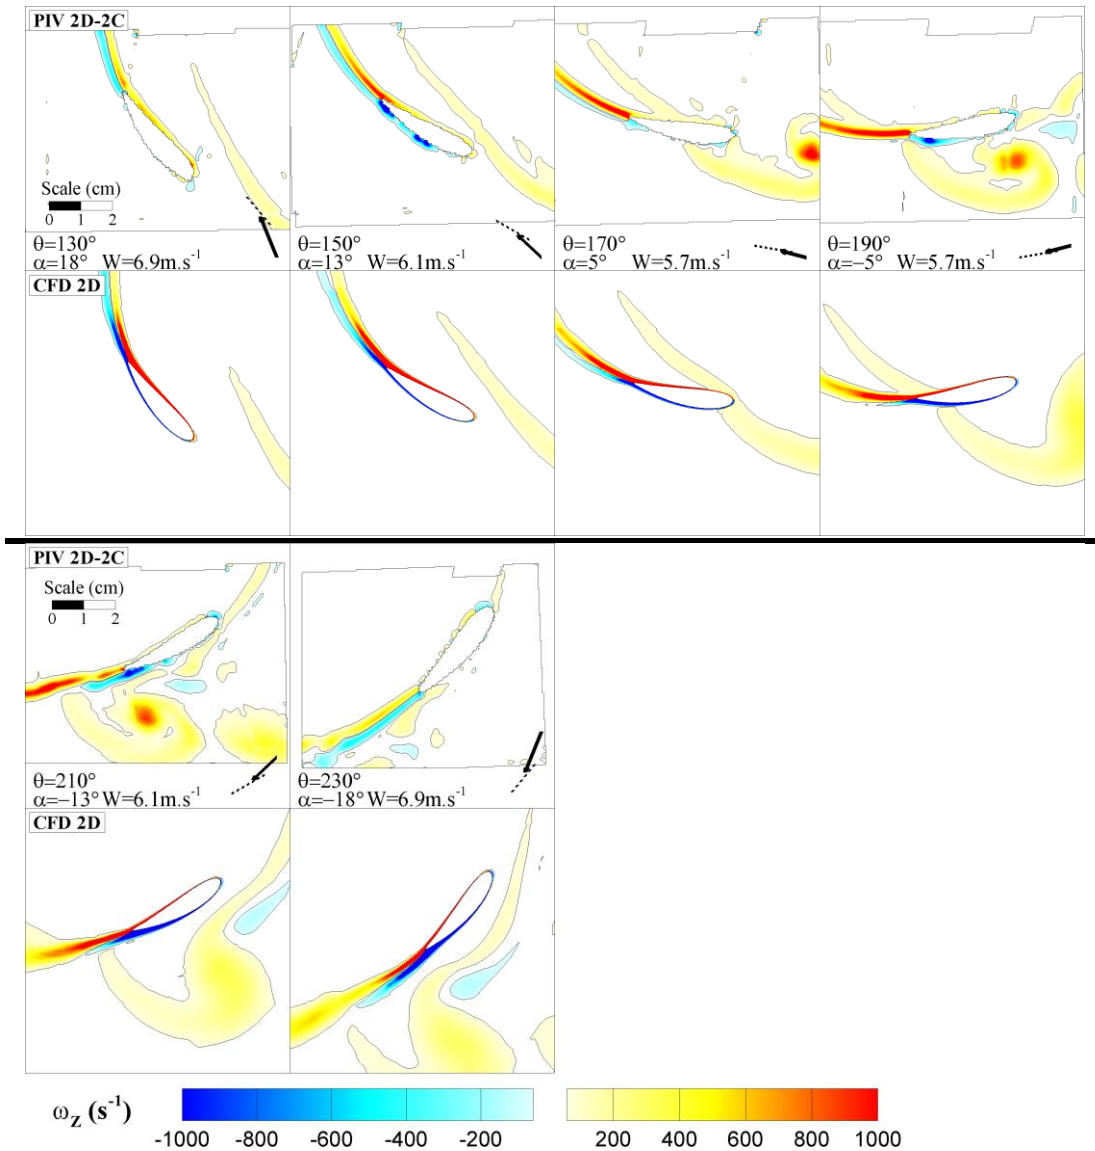 PIV 2D-2C
Scale (cm)
0 1 2
θ=130°
α=18° W=6.9m.s⁻¹
θ=150°
α=13° W=6.1m.s⁻¹
θ=170°
α=5° W=5.7m.s⁻¹
θ=190°
α=−5° W=5.7m.s⁻¹
CFD 2D
PIV 2D-2C
Scale (cm)
0 1 2
θ=210°
α=−13° W=6.1m.s⁻¹
θ=230°
α=−18° W=6.9m.s⁻¹
CFD 2D
ω_Z (s⁻¹)
-1000 -800 -600 -400 -200 200 400 600 800 1000